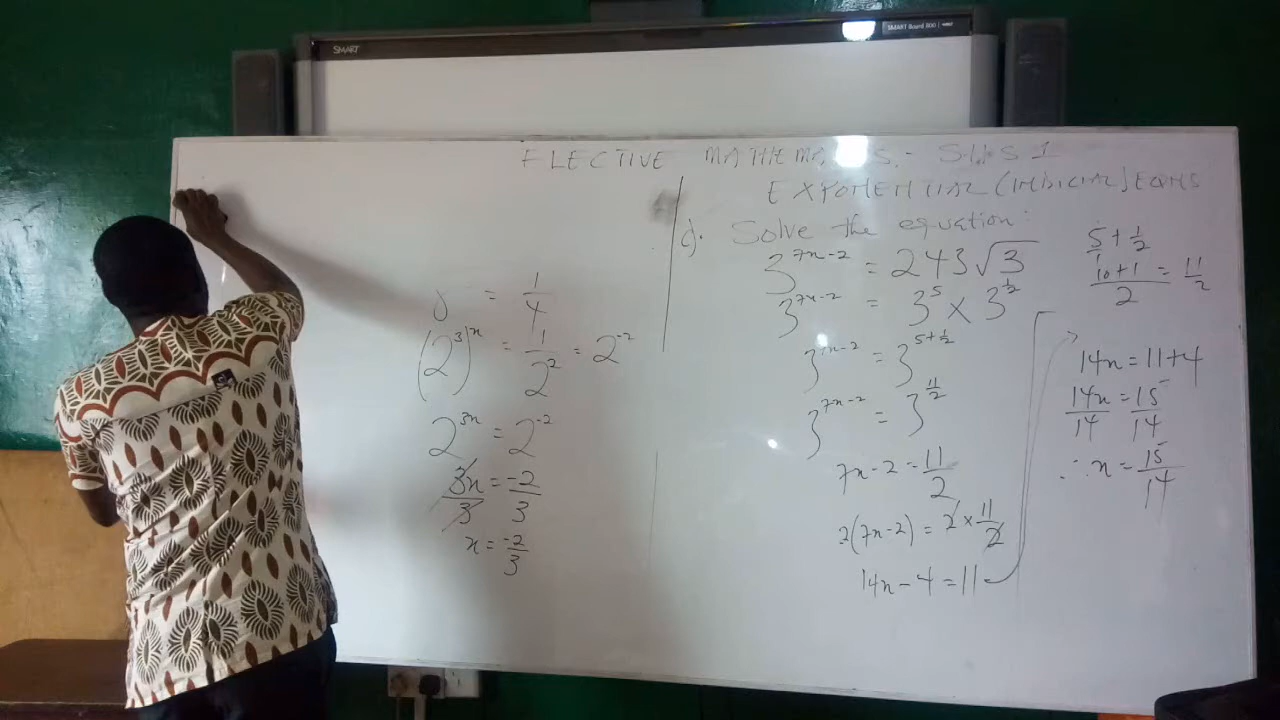 SMART
SMART Board 800
ELECTIVE
SHS 1
EXPONENTIAL (INDICIAL) EQNS
= 1/4
(2^3)^x = 1/2^2 = 2^-2
2^3x = 2^-2
3x/3 = -2/3
x = -2/3
Solve the equation:
3^7x-2 = 243√3
3^7x-2 = 3^5 × 3^1/2
3^7x-2 = 3^5+1/2
3^7x-2 = 3^11/2
7x-2 = 11/2
2(7x-2) = 2 × 11/2
14x - 4 = 11
5/1 + 1/2
10+1/2 = 11/2
14x = 11+4
14x/14 = 15/14
∴ x = 15/14